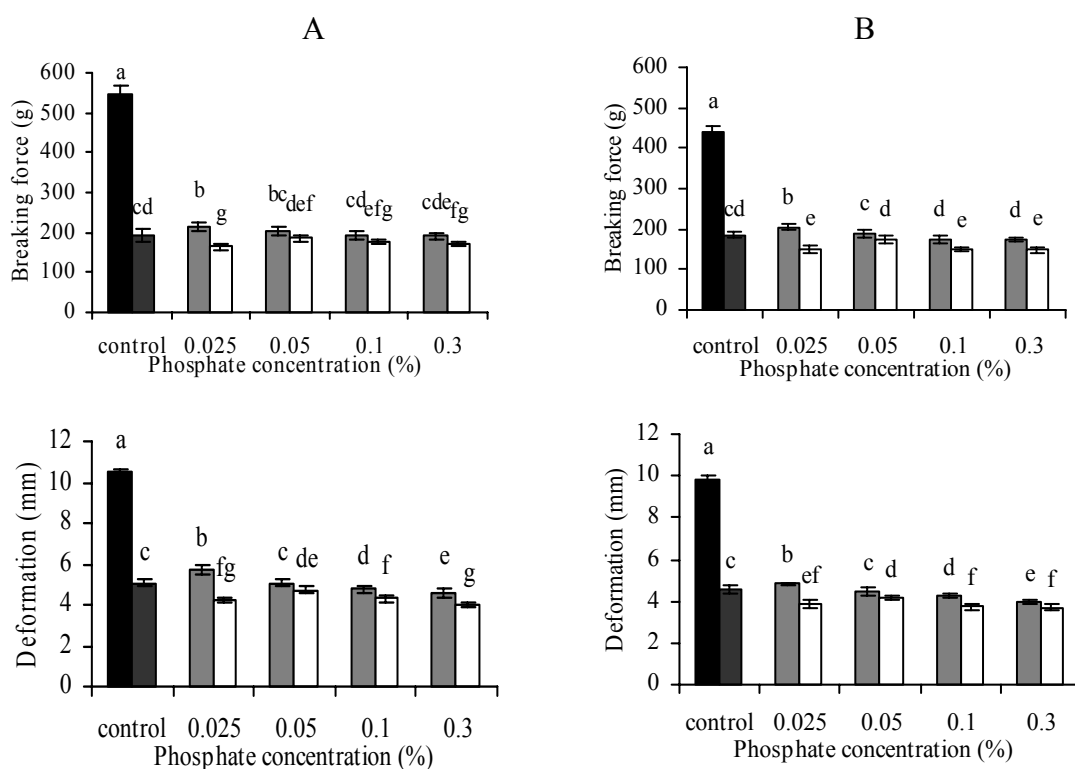 A
B
Breaking force (g)
600
500
400
300
200
100
0
a
cd
b
g
bc
def
cd
efg
cde
fg
control 0.025 0.05 0.1 0.3
Phosphate concentration (%)
Breaking force (g)
600
500
400
300
200
100
0
a
cd
b
e
c
d
d
e
d
e
control 0.025 0.05 0.1 0.3
Phosphate concentration (%)
Deformation (mm)
12
10
8
6
4
2
0
a
c
b
fg
c
de
d
f
e
g
control 0.025 0.05 0.1 0.3
Phosphate concentration (%)
Deformation (mm)
12
10
8
6
4
2
0
a
c
b
ef
c
d
d
f
e
f
control 0.025 0.05 0.1 0.3
Phosphate concentration (%)